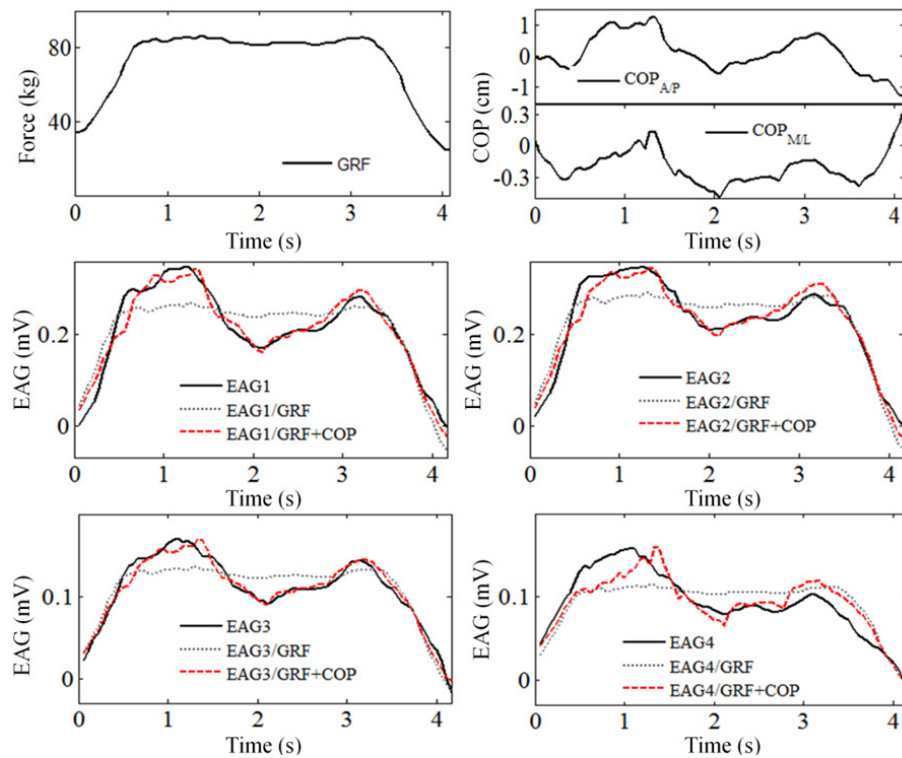 Force (kg)
80
40
GRF
0 1 2 3 4
Time (s)
COP (cm)
1
0
-1
COP A/P
0.3
0
-0.3
COP M/L
0 1 2 3 4
Time (s)
EAG (mV)
0.2
0
EAG1
EAG1/GRF
EAG1/GRF+COP
0 1 2 3 4
Time (s)
EAG (mV)
0.2
0
EAG2
EAG2/GRF
EAG2/GRF+COP
0 1 2 3 4
Time (s)
EAG (mV)
0.1
0
EAG3
EAG3/GRF
EAG3/GRF+COP
0 1 2 3 4
Time (s)
EAG (mV)
0.1
0
EAG4
EAG4/GRF
EAG4/GRF+COP
0 1 2 3 4
Time (s)